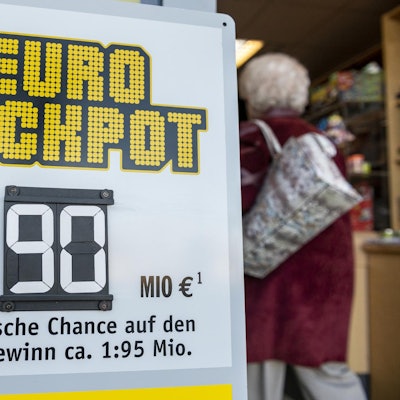 EURO
CKPOT
90
MIO €¹
sche Chance auf den
ewinn ca. 1:95 Mio.